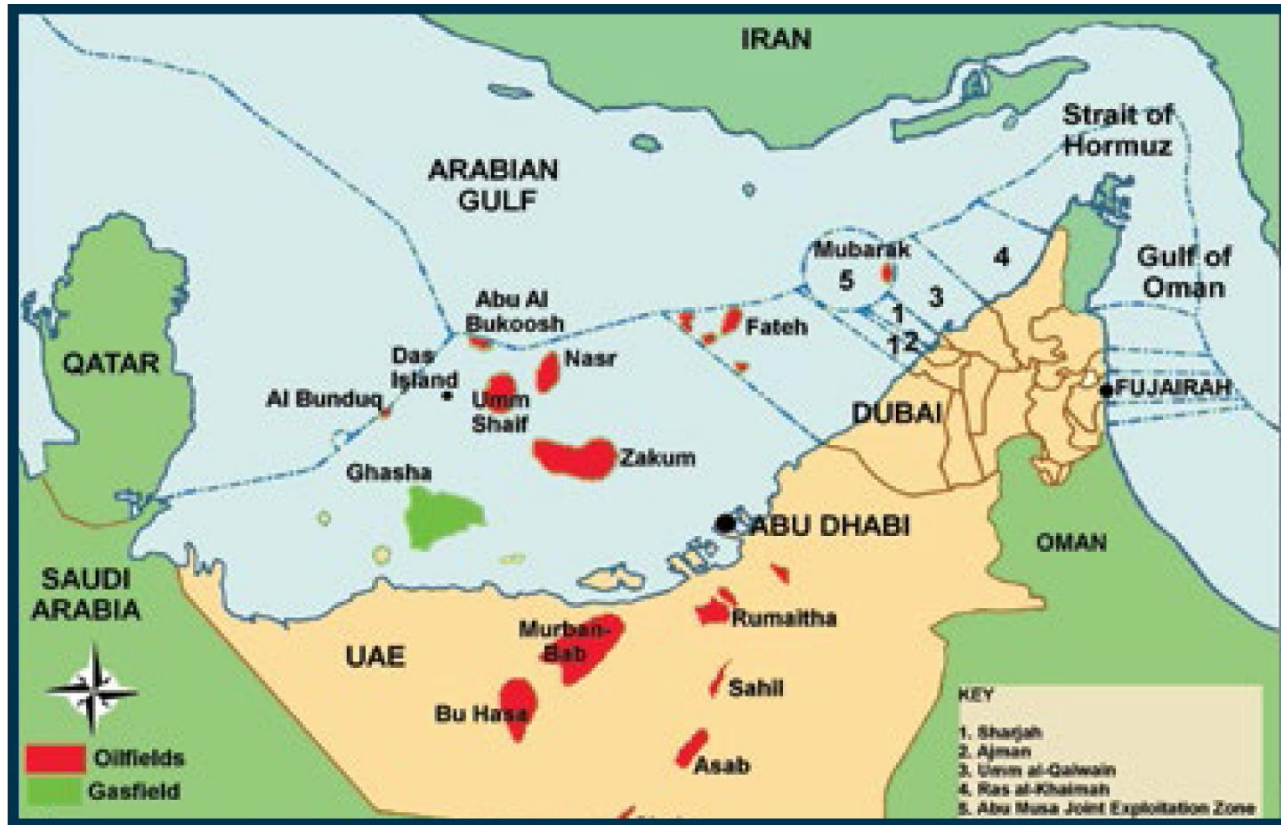 IRAN
Strait of
Hormuz
ARABIAN
GULF
Mubarak
5
4
Gulf of
Oman
3
Abu Al
Bukoosh
1
Fateh
1
2
QATAR
Das
Island
Nasr
Al Bunduq
Umm
Shaif
DUBAI
FUJAIRAH
Zakum
Ghasha
ABU DHABI
OMAN
SAUDI
ARABIA
Rumaitha
Murban-
Bab
UAE
Sahil
Bu Hasa
Asab
Oilfields
Gasfield
KEY
1. Sharjah
2. Ajman
3. Umm al-Qaiwain
4. Ras al-Khaimah
5. Abu Musa Joint Exploitation Zone